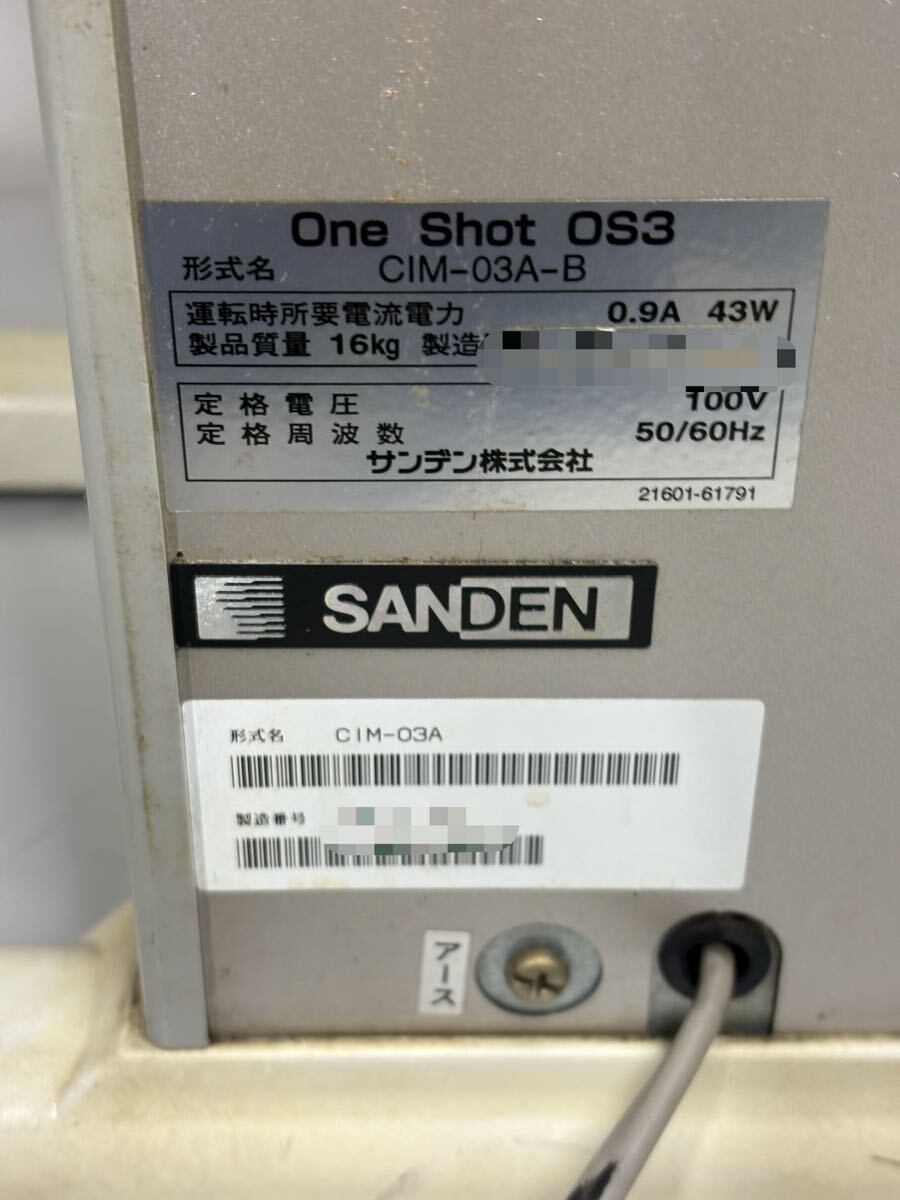 One Shot OS3
形式名 CIM-03A-B
運転時所要電流電力 0.9A 43W
製品質量 16kg 製造
定格電圧 100V
定格周波数 50/60Hz
サンデン株式会社
21601-61791
SANDEN
形式名 CIM-03A
製造番号
アース